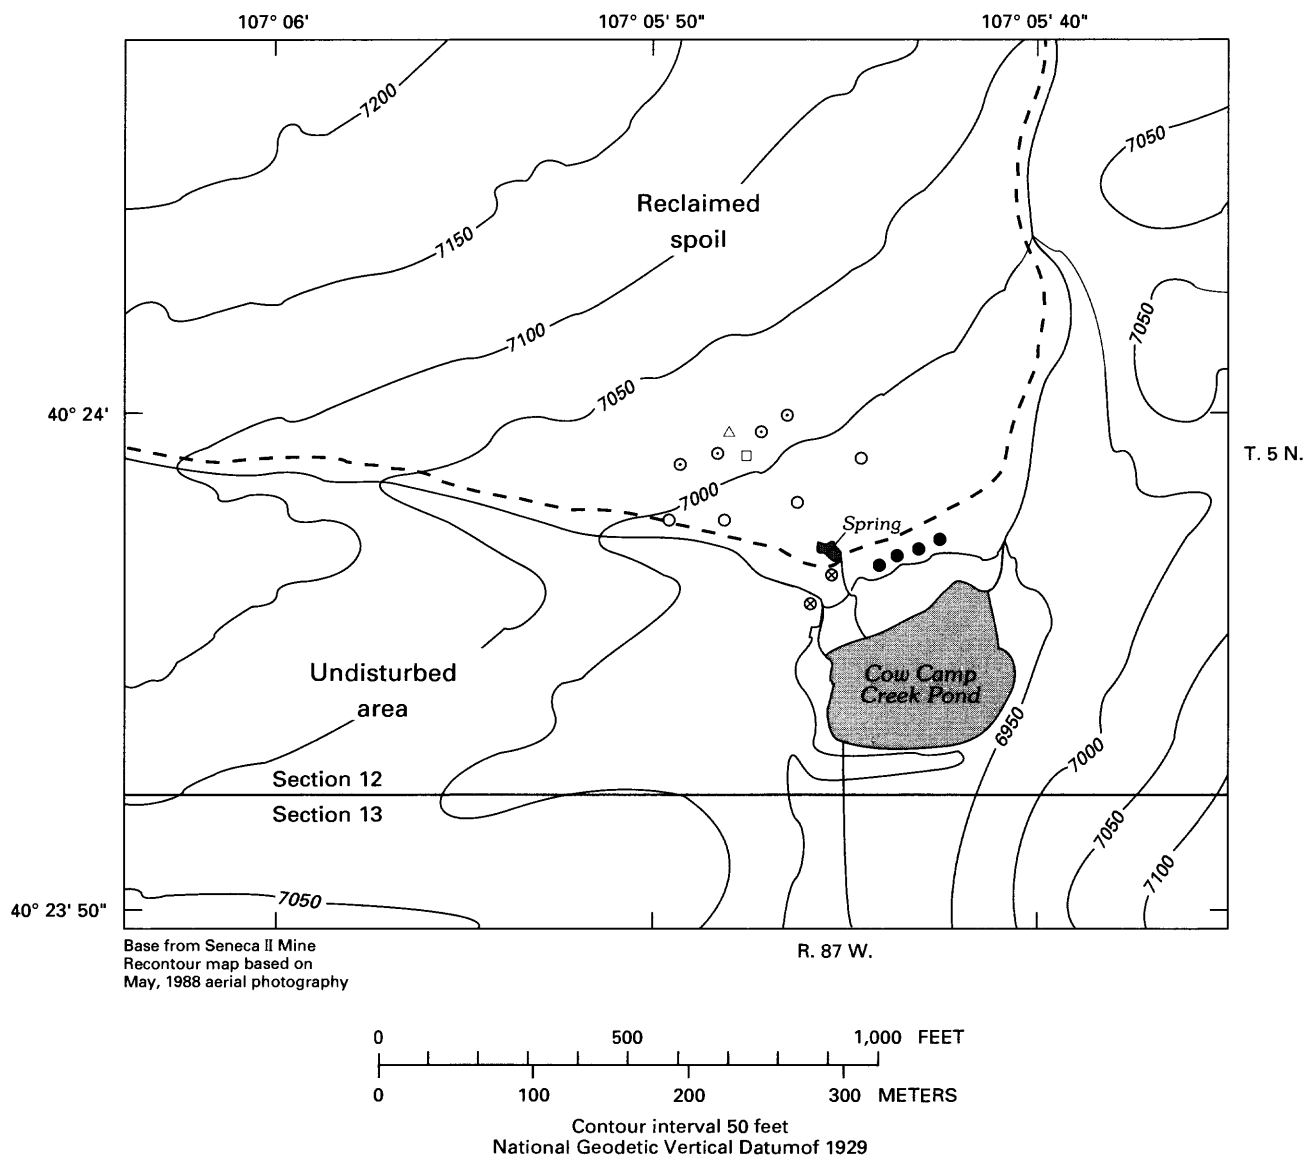 107° 06' 107° 05' 50" 107° 05' 40"
7200
7050
Reclaimed
spoil
7150
7050
7100
7050
40° 24'
T. 5 N.
7000
Spring
Undisturbed
area
Cow Camp
Creek Pond
6950
7000
Section 12
Section 13
7050
7100
7050
40° 23' 50"
Base from Seneca II Mine
Recontour map based on
May, 1988 aerial photography
R. 87 W.
0 500 1,000 FEET
0 100 200 300 METERS
Contour interval 50 feet
National Geodetic Vertical Datumof 1929